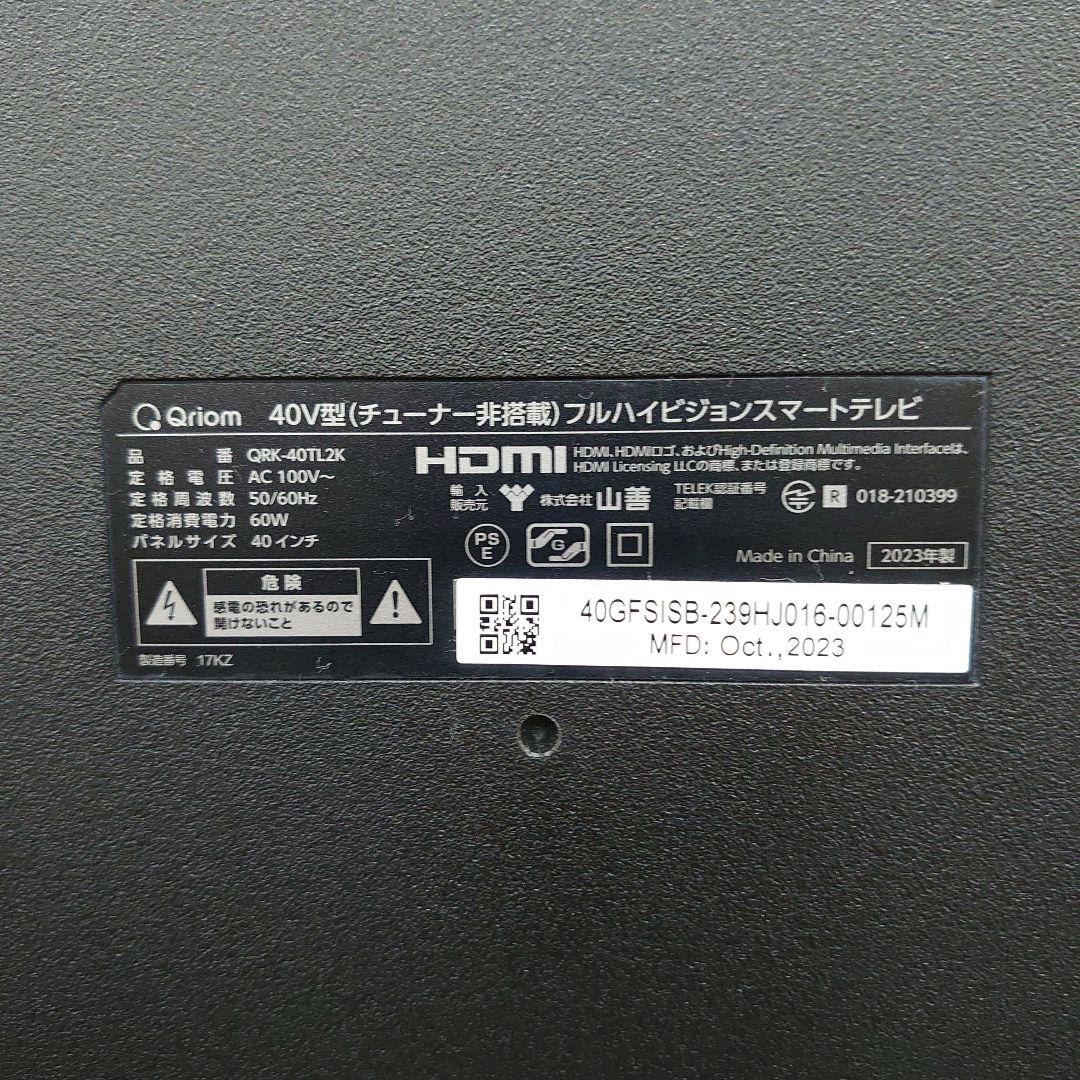 Qriom 40V型(チューナー非搭載)フルハイビジョンスマートテレビ
品番 QRK-40TL2K
定格電圧 AC 100V~
定格周波数 50/60Hz
定格消費電力 60W
パネルサイズ 40インチ
HDMI
HDMI、HDMIロゴ、およびHigh-Definition Multimedia Interfaceは、
HDMI Licensing LLCの商標、または登録商標です。
輸入
販売元
株式会社山善
TELEK認証番号
記載欄
R 018-210399
PS
E
G
Made in China 2023年製
危険
感電の恐れがあるので
開けないこと
製造番号 17KZ
40GFSISB-239HJ016-00125M
MFD: Oct.,2023